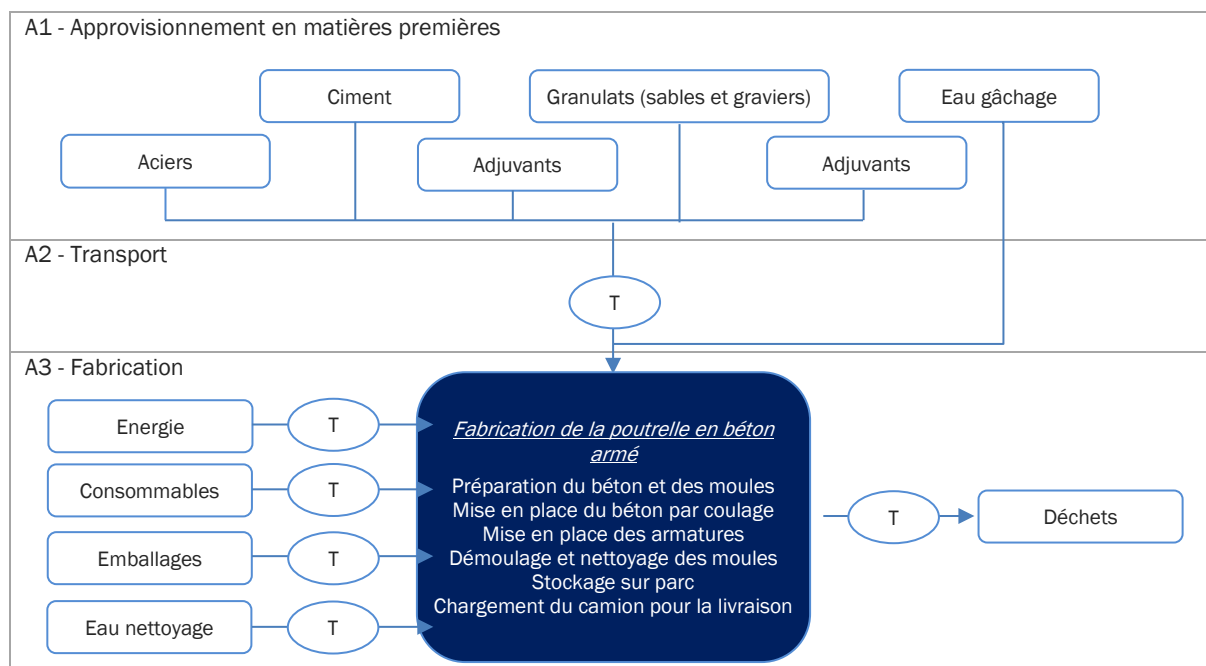 A1 - Approvisionnement en matières premières
Ciment
Granulats (sables et graviers)
Eau gâchage
Aciers
Adjuvants
Adjuvants
A2 - Transport
T
A3 - Fabrication
Energie
T
Consommables
T
Emballages
T
Eau nettoyage
T
Fabrication de la poutrelle en béton
armé
Préparation du béton et des moules
Mise en place du béton par coulage
Mise en place des armatures
Démoulage et nettoyage des moules
Stockage sur parc
Chargement du camion pour la livraison
T
Déchets